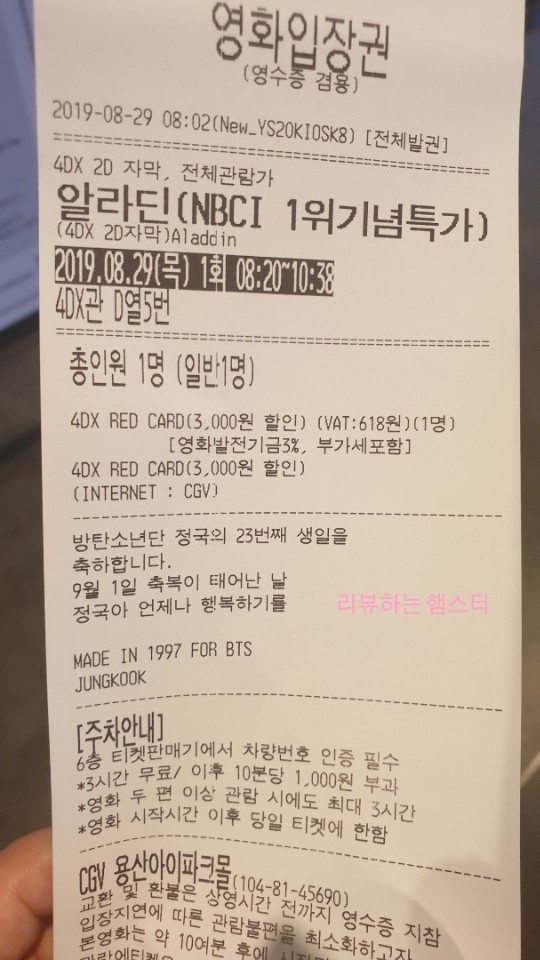 영화입장권
(영수증 겸용)
2019-08-29 08:02(New_YS20KIOSK8) [전체발권]
4DX 2D 자막, 전체관람가
알라딘(NBCI 1위기념특가)
(4DX 2D자막)Aladdin
2019.08.29(목) 1회 08:20~10:38
4DX관 D열5번
총인원 1명 (일반1명)
4DX RED CARD(3,000원 할인) (VAT:618원)(1명)
[영화발전기금3%, 부가세포함]
4DX RED CARD(3,000원 할인)
(INTERNET : CGV)
방탄소년단 정국의 23번째 생일을
축하합니다.
9월 1일 축복이 태어난 날
정국아 언제나 행복하기를
리뷰하는햄스터
MADE IN 1997 FOR BTS
JUNGKOOK
[주차안내]
6층 티켓판매기에서 차량번호 인증 필수
*3시간 무료/ 이후 10분당 1,000원 부과
*영화 두 편 이상 관람 시에도 최대 3시간
*영화 시작시간 이후 당일 티켓에 한함
CGV 용산아이파크몰(104-81-45690)
교환 및 환불은 상영시간 전까지 영수증 지참
입장지연에 따른 관람불편을 최소화하고자
본영화는 약 10여분 후에